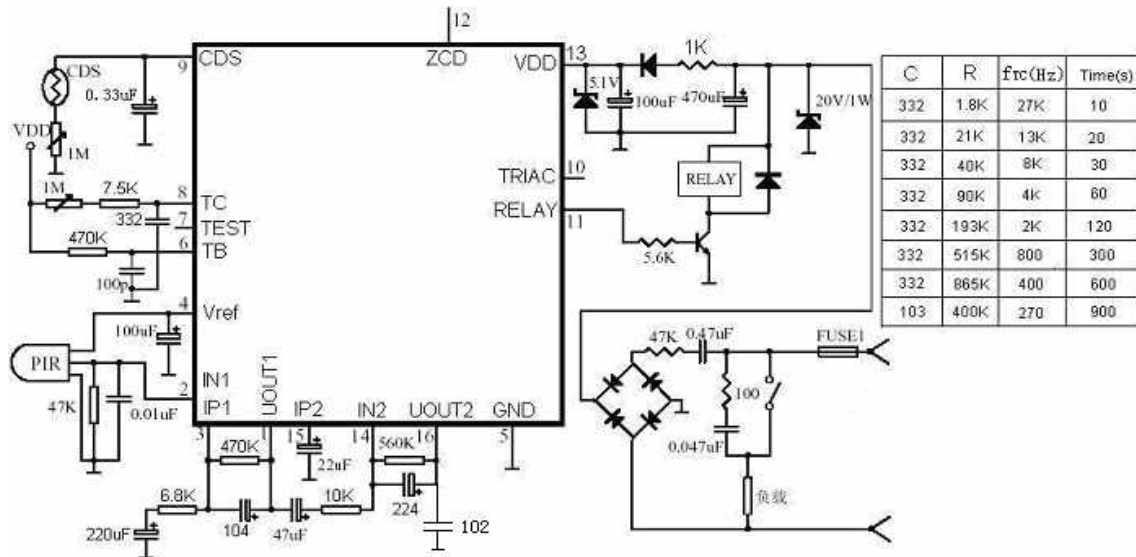 12
ZCD
13
VDD
CDS
9
CDS
0.33uF
VDD
1M
1M
7.5K
8
TC
332
7
TEST
470K
6
TB
100p
4
Vref
100uF
PIR
47K
0.01uF
2
IN1
IP1
UOUT1
IP2
IN2
UOUT2
GND
3
1
15
14
16
5
470K
22uF
560K
6.8K
104
47uF
10K
224
102
220uF
5.1V
100uF
1K
470uF
20V/1W
TRIAC
10
RELAY
RELAY
11
5.6K
47K
0.47uF
FUSE1
100
0.047uF
负载
C R fTC(Hz) Time(s)
332 1.8K 27K 10
332 21K 13K 20
332 40K 8K 30
332 90K 4K 60
332 193K 2K 120
332 515K 800 300
332 865K 400 600
103 400K 270 900